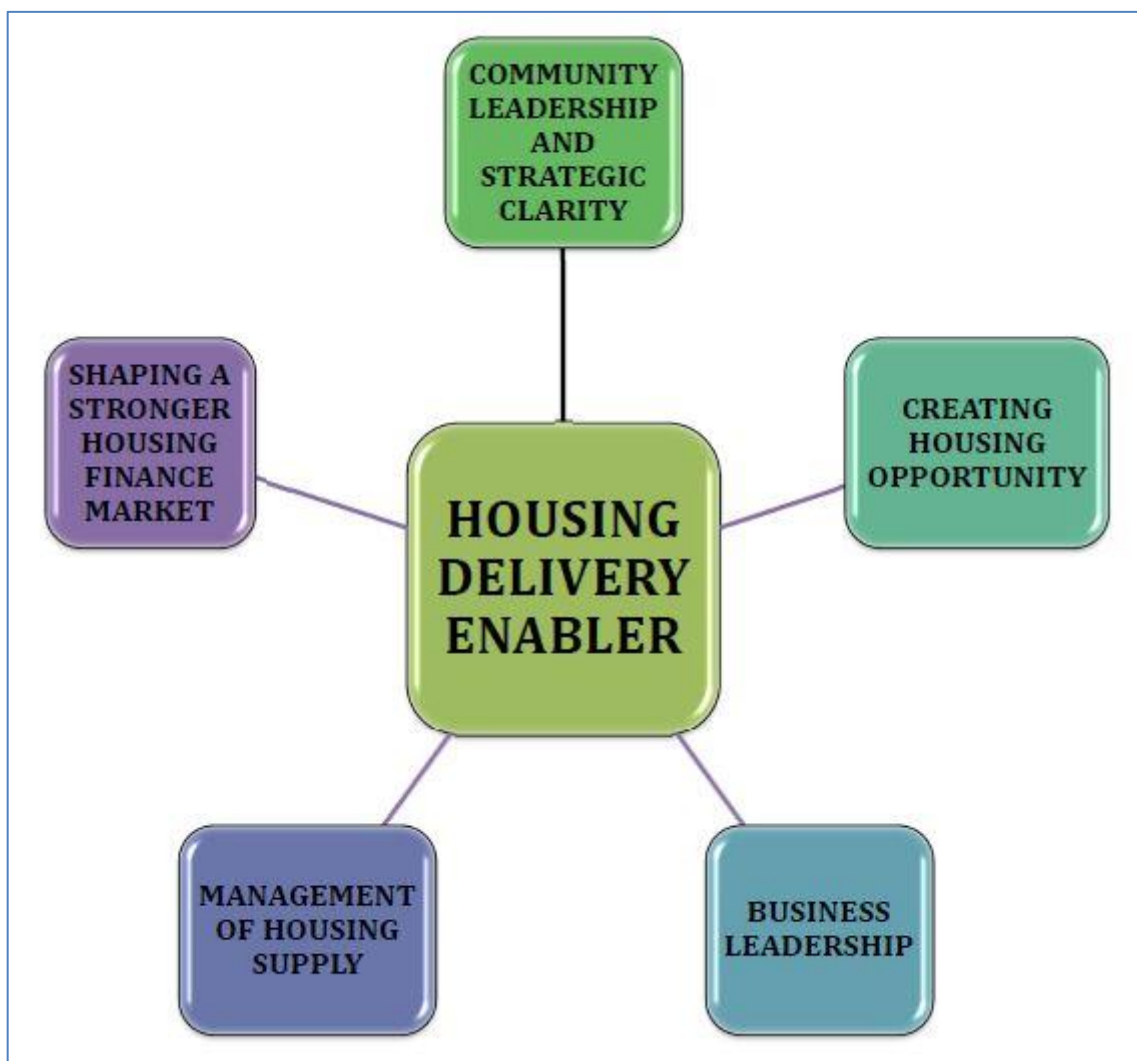 COMMUNITY
LEADERSHIP
AND
STRATEGIC
CLARITY
SHAPING A
STRONGER
HOUSING
FINANCE
MARKET
CREATING
HOUSING
OPPORTUNITY
HOUSING
DELIVERY
ENABLER
MANAGEMENT
OF HOUSING
SUPPLY
BUSINESS
LEADERSHIP